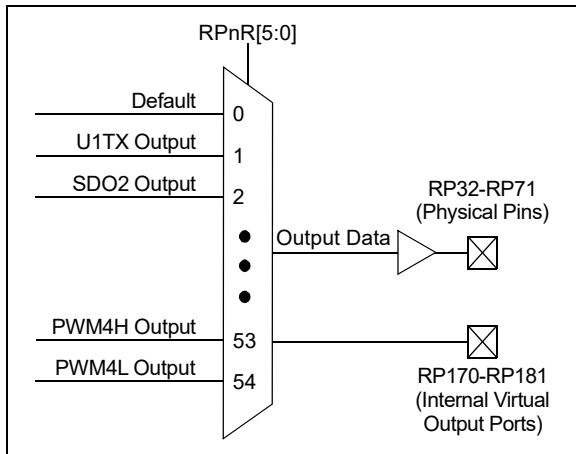 RPnR[5:0]
Default
0
U1TX Output
1
SDO2 Output
2
RP32-RP71
(Physical Pins)
Output Data
PWM4H Output
53
PWM4L Output
54
RP170-RP181
(Internal Virtual
Output Ports)